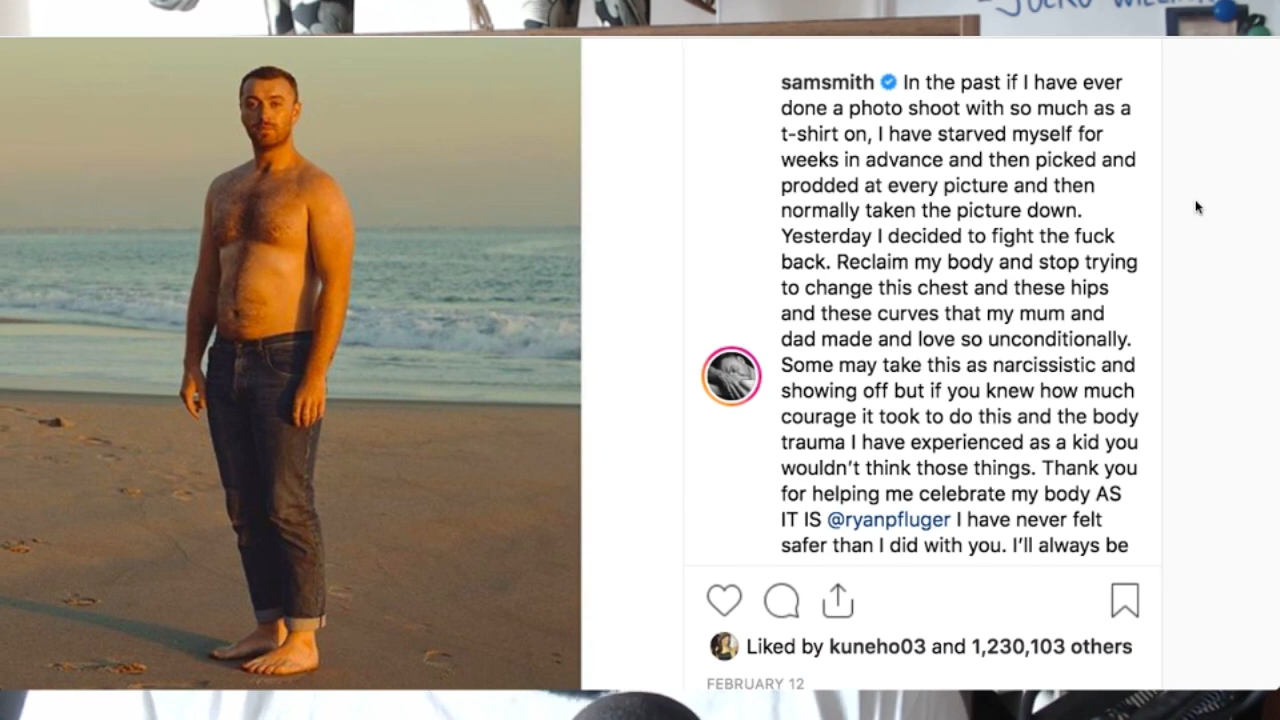 samsmith In the past if I have ever
done a photo shoot with so much as a
t-shirt on, I have starved myself for
weeks in advance and then picked and
prodded at every picture and then
normally taken the picture down.
Yesterday I decided to fight the fuck
back. Reclaim my body and stop trying
to change this chest and these hips
and these curves that my mum and
dad made and love so unconditionally.
Some may take this as narcissistic and
showing off but if you knew how much
courage it took to do this and the body
trauma I have experienced as a kid you
wouldn't think those things. Thank you
for helping me celebrate my body AS
IT IS @ryanpfluger I have never felt
safer than I did with you. I'll always be
Liked by kuneho03 and 1,230,103 others
FEBRUARY 12